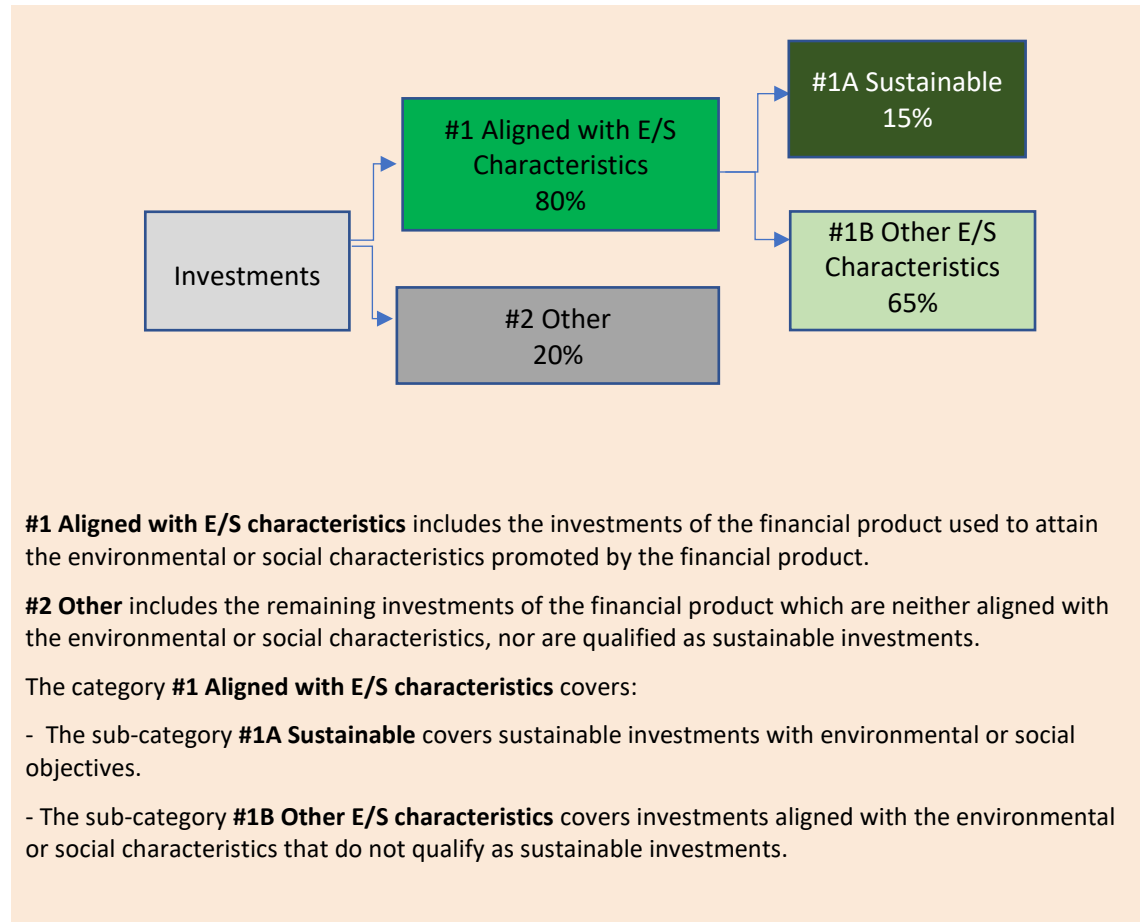 #1A Sustainable
15%
#1 Aligned with E/S
Characteristics
80%
#1B Other E/S
Characteristics
65%
Investments
#2 Other
20%
#1 Aligned with E/S characteristics includes the investments of the financial product used to attain
the environmental or social characteristics promoted by the financial product.
#2 Other includes the remaining investments of the financial product which are neither aligned with
the environmental or social characteristics, nor are qualified as sustainable investments.
The category #1 Aligned with E/S characteristics covers:
- The sub-category #1A Sustainable covers sustainable investments with environmental or social
objectives.
- The sub-category #1B Other E/S characteristics covers investments aligned with the environmental
or social characteristics that do not qualify as sustainable investments.